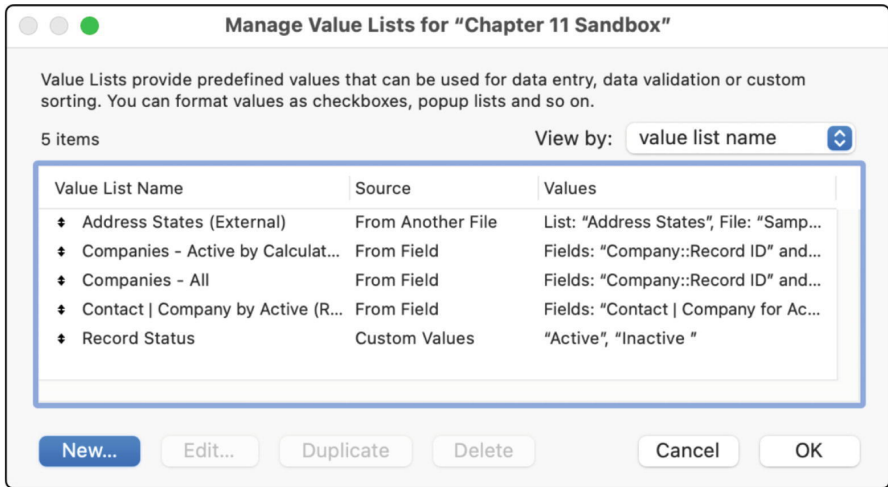 Manage Value Lists for “Chapter 11 Sandbox”
Value Lists provide predefined values that can be used for data entry, data validation or custom
sorting. You can format values as checkboxes, popup lists and so on.
5 items View by: value list name
Value List Name Source Values
Address States (External) From Another File List: “Address States”, File: “Samp...
Companies - Active by Calculat... From Field Fields: “Company::Record ID” and...
Companies - All From Field Fields: “Company::Record ID” and...
Contact | Company by Active (R... From Field Fields: “Contact | Company for Ac...
Record Status Custom Values “Active”, “Inactive ”
New... Edit... Duplicate Delete Cancel OK